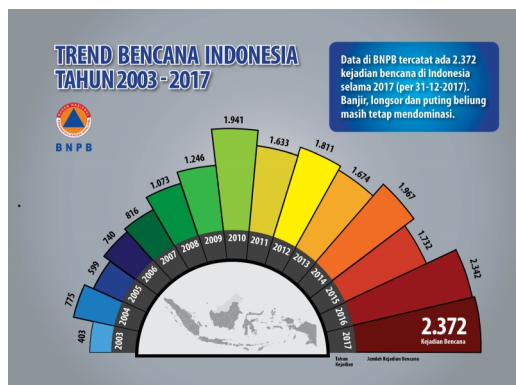 TREND BENCANA INDONESIA
TAHUN 2003 - 2017
Data di BNPB tercatat ada 2.372
kejadian bencana di Indonesia
selama 2017 (per 31-12-2017).
Banjir, longsor dan puting beliung
masih tetap mendominasi.
BNPB
403
775
599
740
816
1.073
1.246
1.941
1.633
1.811
1.674
1.967
1.732
2.342
2.372
Kejadian Bencana
2003
2004
2005
2006
2007
2008
2009
2010
2011
2012
2013
2014
2015
2016
2017
Tahun
Kejadian
Jumlah Kejadian Bencana